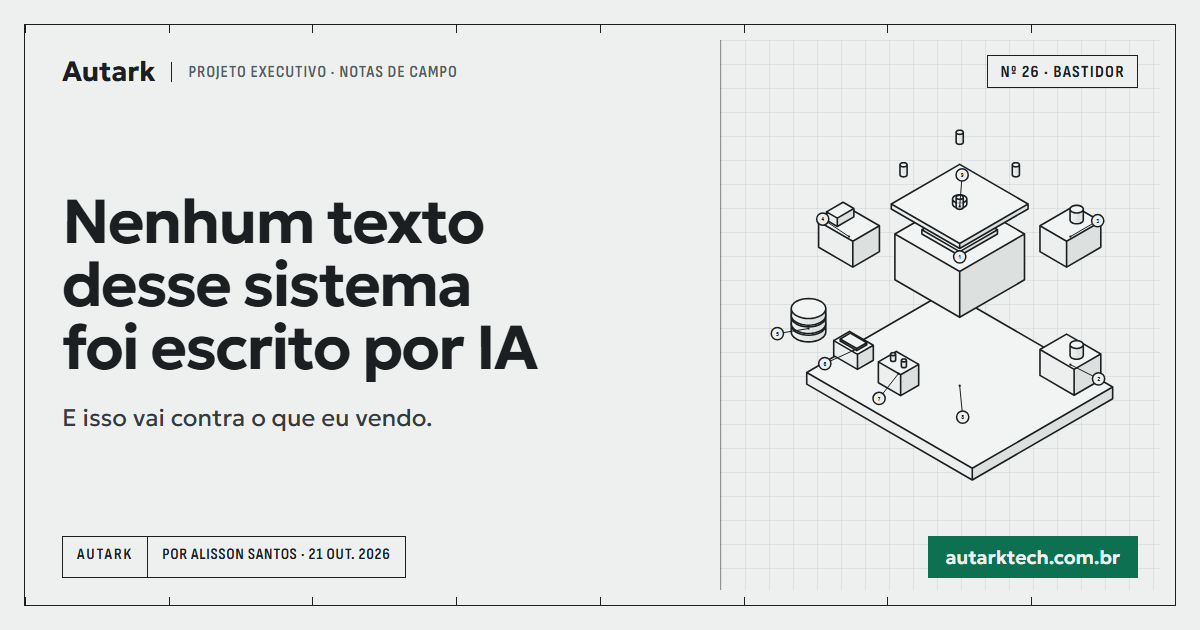 Autark
PROJETO EXECUTIVO · NOTAS DE CAMPO
Nº 26 · BASTIDOR
Nenhum texto
desse sistema
foi escrito por IA
E isso vai contra o que eu vendo.
AUTARK
POR ALISSON SANTOS · 21 OUT. 2026
autarktech.com.br